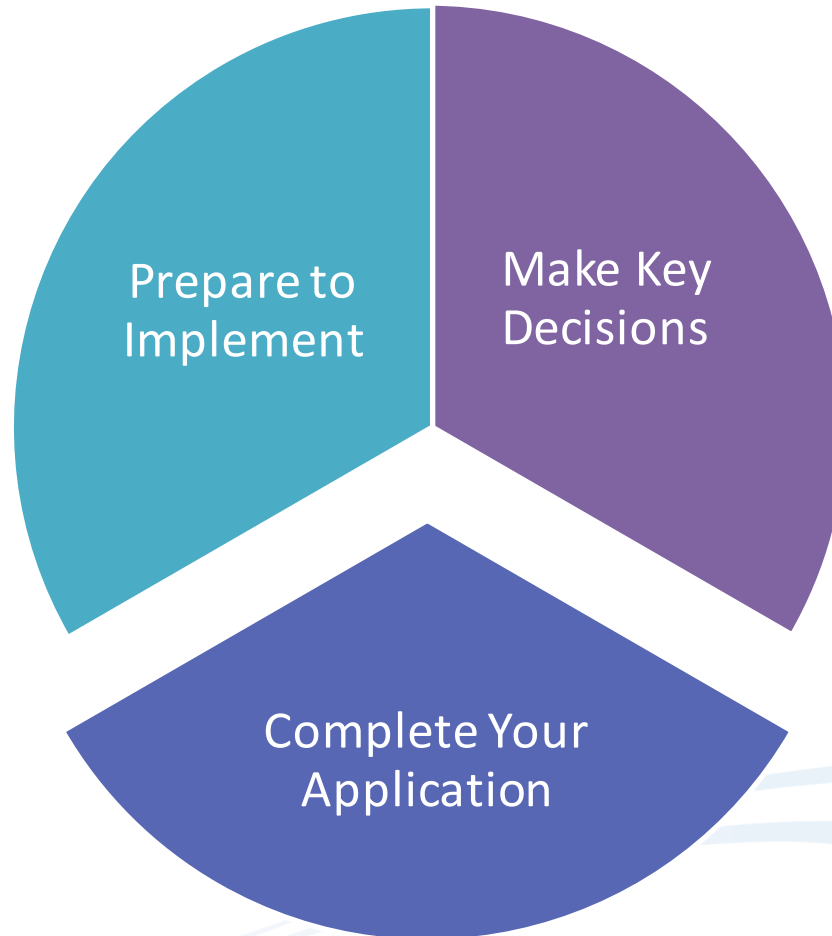 Prepare to
Implement
Make Key
Decisions
Complete Your
Application